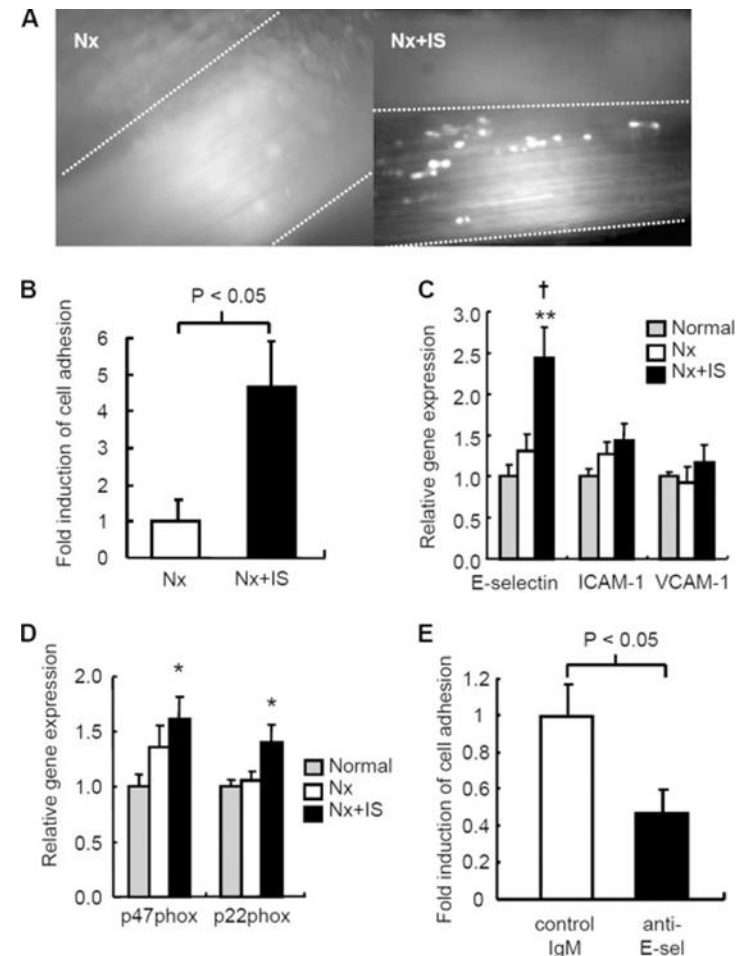 A
Nx
Nx+IS
B
P < 0.05
Fold induction of cell adhesion
6
5
4
3
2
1
0
Nx
Nx+IS
C
†
**
Relative gene expression
3.0
2.5
2.0
1.5
1.0
0.5
0.0
Normal
Nx
Nx+IS
E-selectin
ICAM-1
VCAM-1
D
Relative gene expression
2.0
1.5
1.0
0.5
0.0
*
*
Normal
Nx
Nx+IS
p47phox
p22phox
E
P < 0.05
Fold induction of cell adhesion
1.2
1
0.8
0.6
0.4
0.2
0
control
IgM
anti-
E-sel